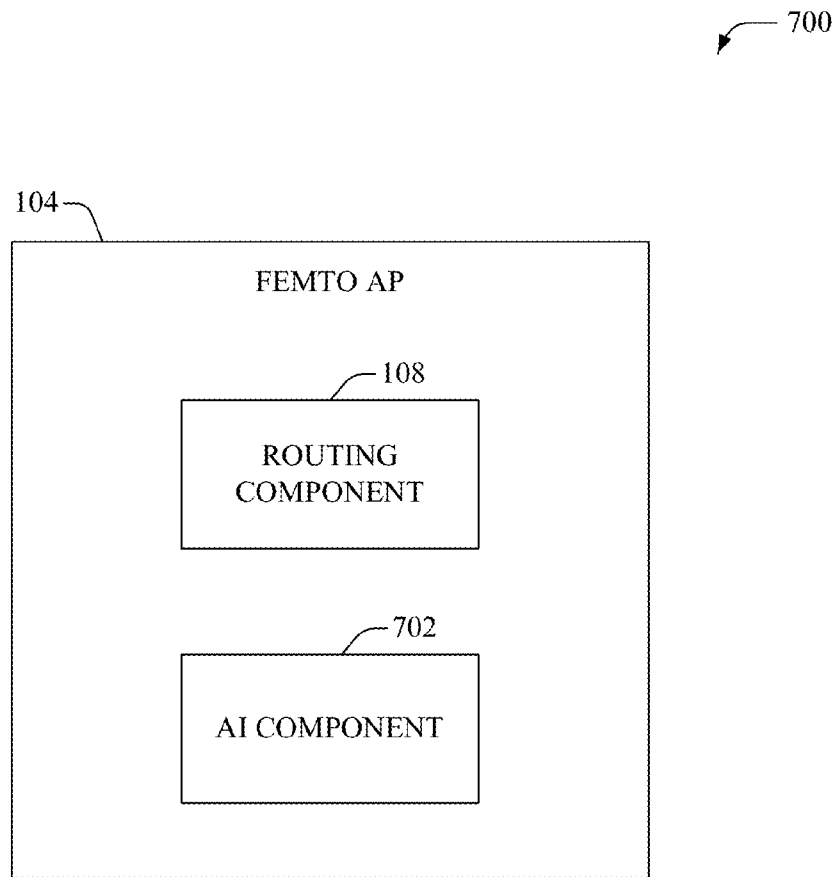 700
104
FEMTO AP
108
ROUTING
COMPONENT
702
AI COMPONENT